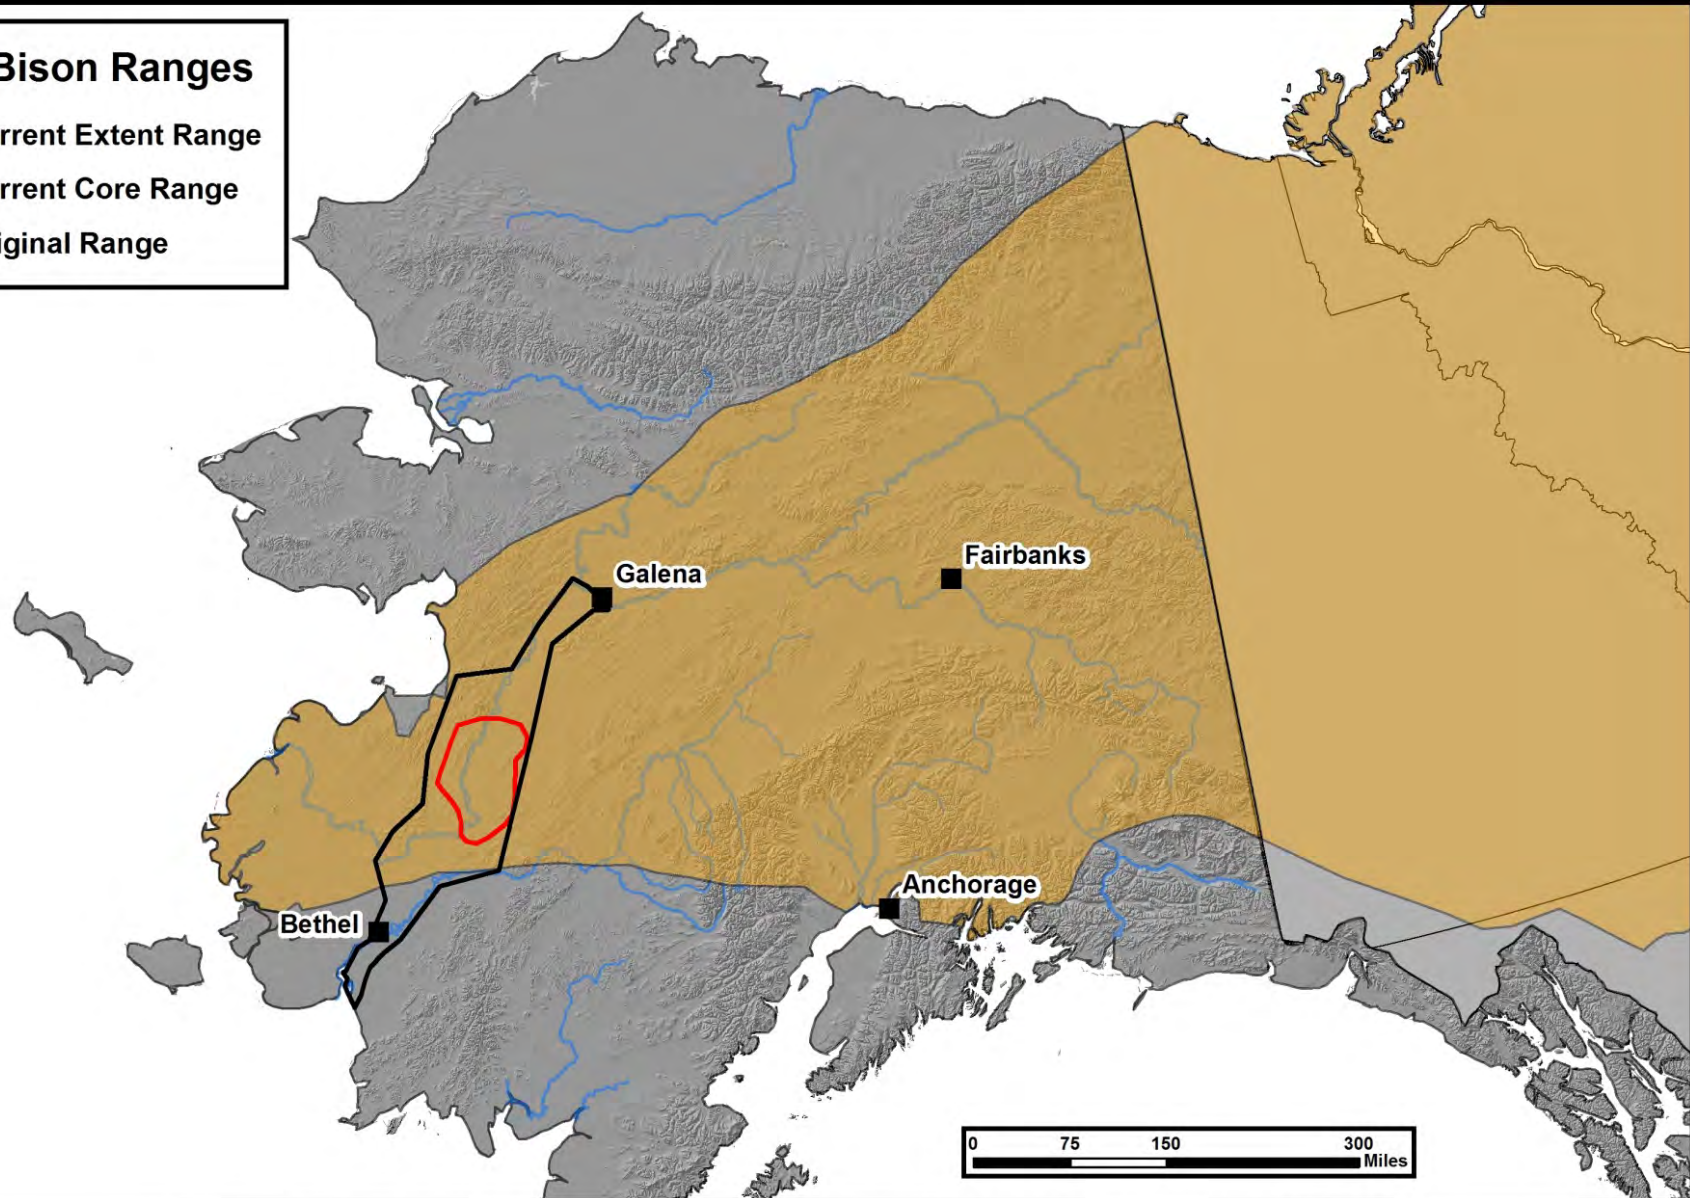 Bison Ranges
rrent Extent Range
rrent Core Range
iginal Range
Galena
Fairbanks
Anchorage
Bethel
0 75 150 300
Miles